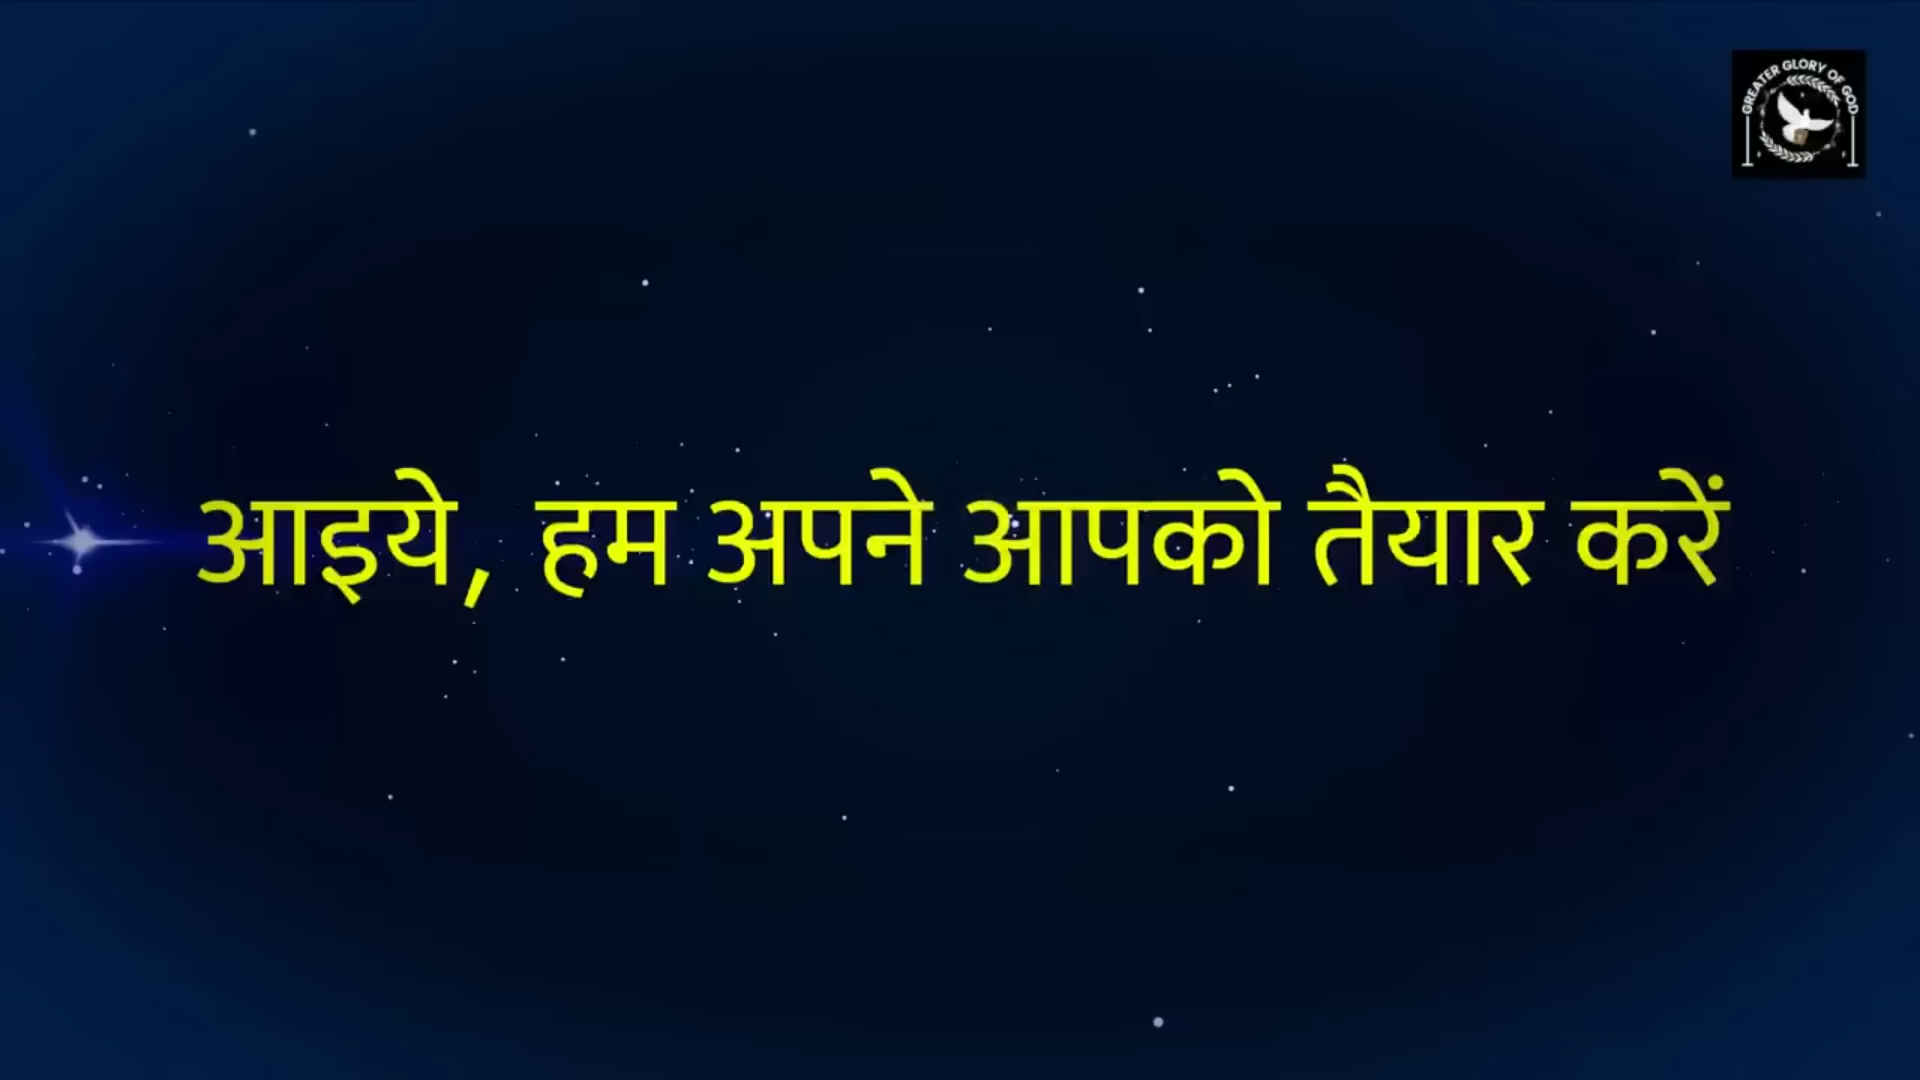 GREATER GLORY OF GOD
आइये, हम अपने आपको तैयार करें